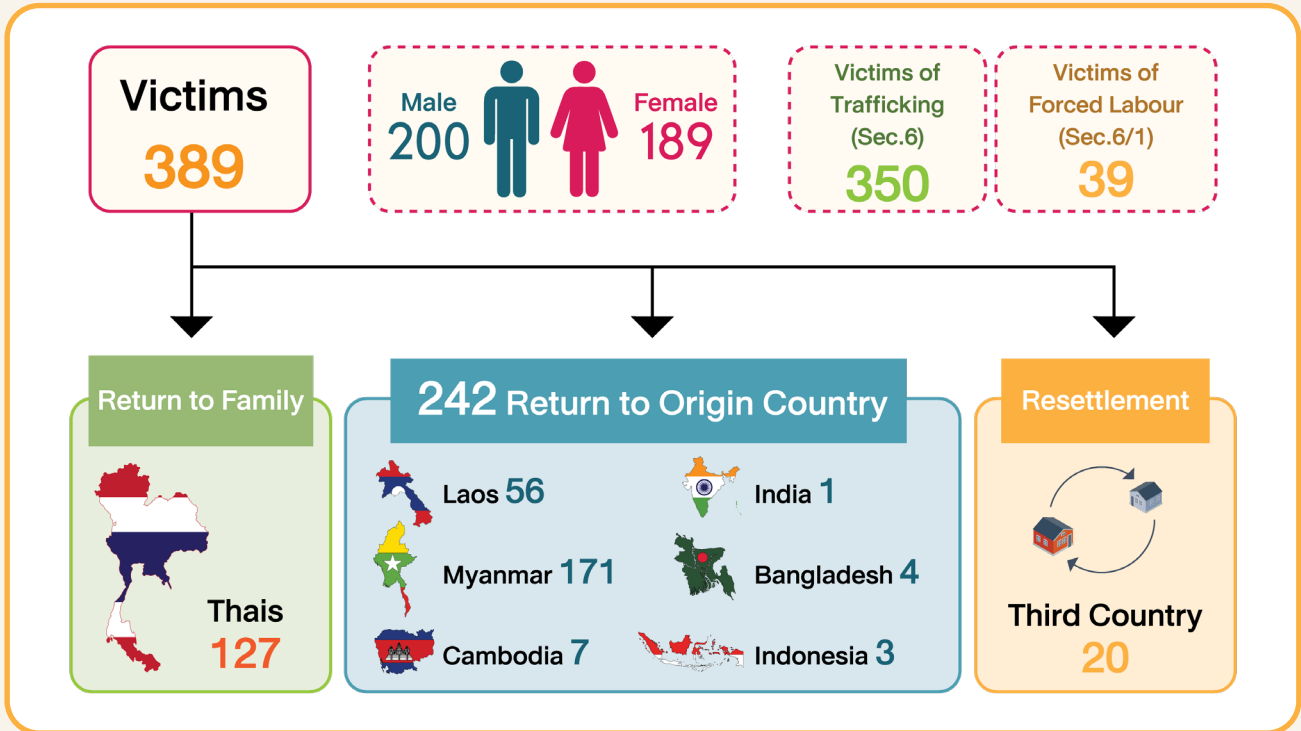 Victims
389
Male
200
Female
189
Victims of
Trafficking
(Sec.6)
350
Victims of
Forced Labour
(Sec.6/1)
39
Return to Family
Thais
127
242 Return to Origin Country
Laos 56
India 1
Myanmar 171
Bangladesh 4
Cambodia 7
Indonesia 3
Resettlement
Third Country
20